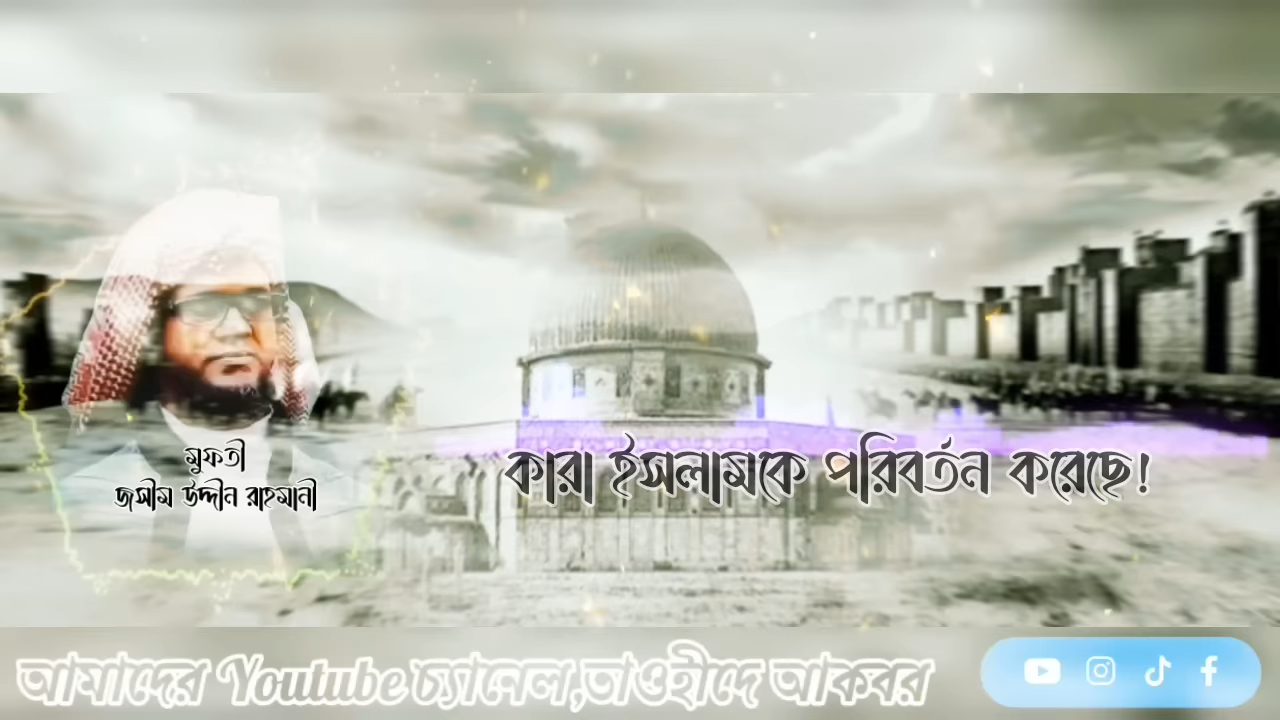 মুফতী
জসীম উদ্দীন রাহমানী
কারা ইসলামকে পরিবর্তন করেছে!
আমাদের Youtube চ্যানেল,তাওহীদে আকবর